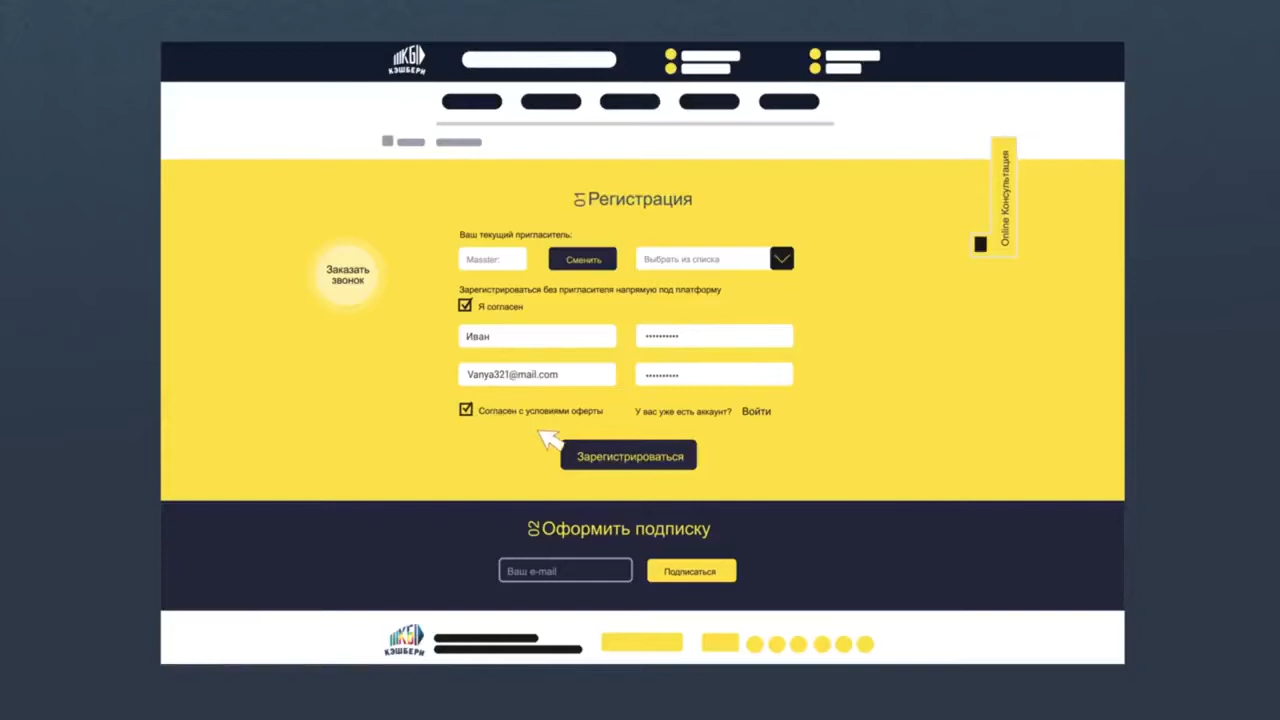 КБ
КЭШБЕРИ
Online Консультация
01 Регистрация
Ваш текущий пригласитель:
Masster:
Сменить
Выбрать из списка
Заказать
звонок
Зарегистрироваться без пригласителя напрямую под платформу
Я согласен
Иван
Vanya321@mail.com
Согласен с условиями оферты
У вас уже есть аккаунт? Войти
Зарегистрироваться
02 Оформить подписку
Ваш e-mail
Подписаться
КБ
КЭШБЕРИ